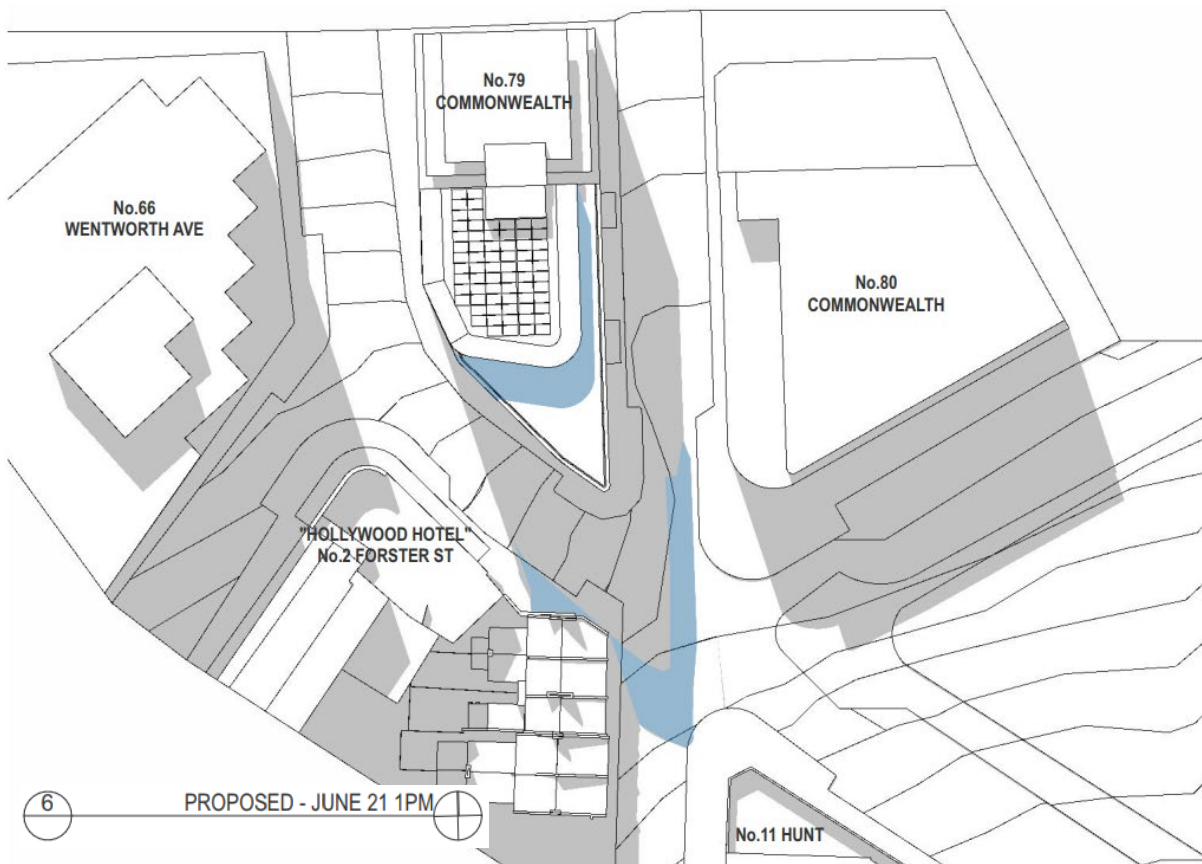 No.79
COMMONWEALTH
No.66
WENTWORTH AVE
No.80
COMMONWEALTH
"HOLLYWOOD HOTEL"
No.2 FORSTER ST
6
PROPOSED - JUNE 21 1PM
No.11 HUNT